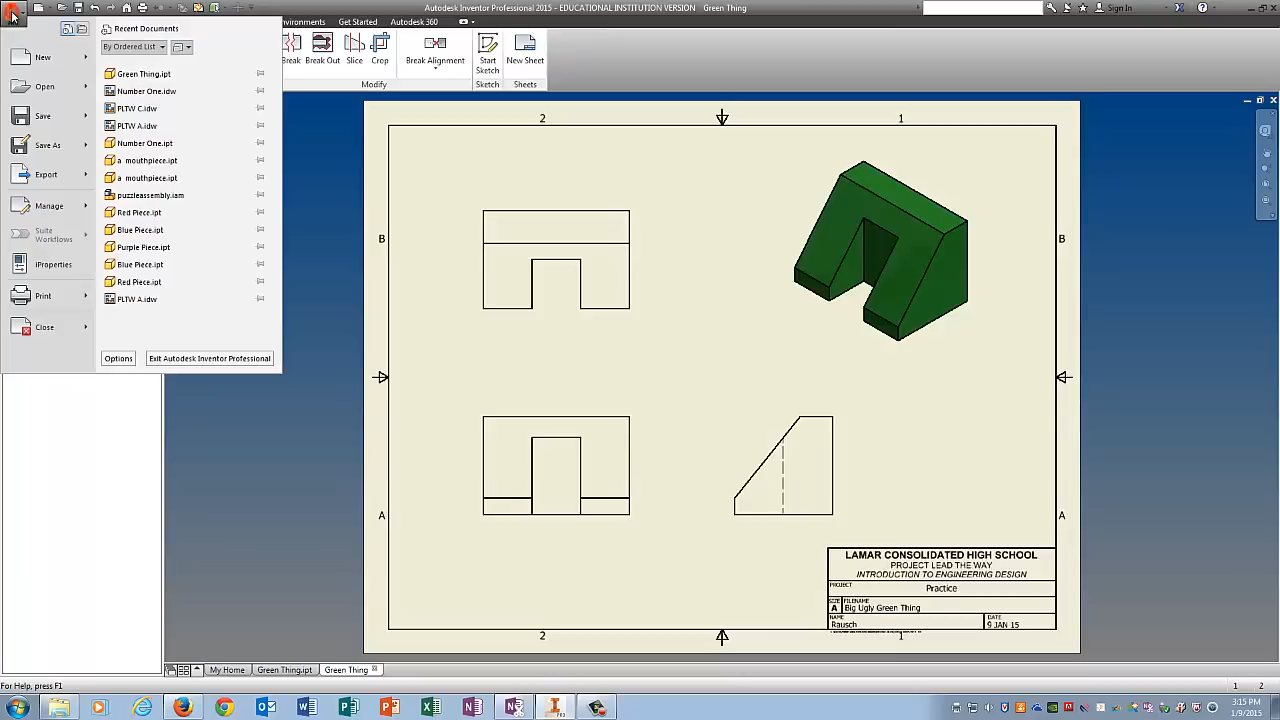 Autodesk Inventor Professional 2015 - EDUCATIONAL INSTITUTION VERSION Green Thing
Sign In
nvironments Get Started Autodesk 360
Recent Documents
By Ordered List
New
Open
Save
Save As
Export
Manage
Suite
Workflows
iProperties
Print
Close
Green Thing.ipt
Number One.idw
PLTW C.idw
PLTW A.idw
Number One.ipt
a mouthpiece.ipt
a mouthpiece.ipt
puzzleassembly.iam
Red Piece.ipt
Blue Piece.ipt
Purple Piece.ipt
Blue Piece.ipt
Red Piece.ipt
PLTW A.idw
Options
Exit Autodesk Inventor Professional
Break Break Out Slice Crop Break Alignment Start
Sketch New Sheet
Modify Sketch Sheets
2 1
B B
A A
LAMAR CONSOLIDATED HIGH SCHOOL
PROJECT LEAD THE WAY
INTRODUCTION TO ENGINEERING DESIGN
PROJECT
Practice
SIZE FILENAME
A Big Ugly Green Thing
NAME DATE
Rausch 9 JAN 15
2 1
My Home Green Thing.ipt Green Thing
For Help, press F1
1 2
3:15 PM
1/9/2015